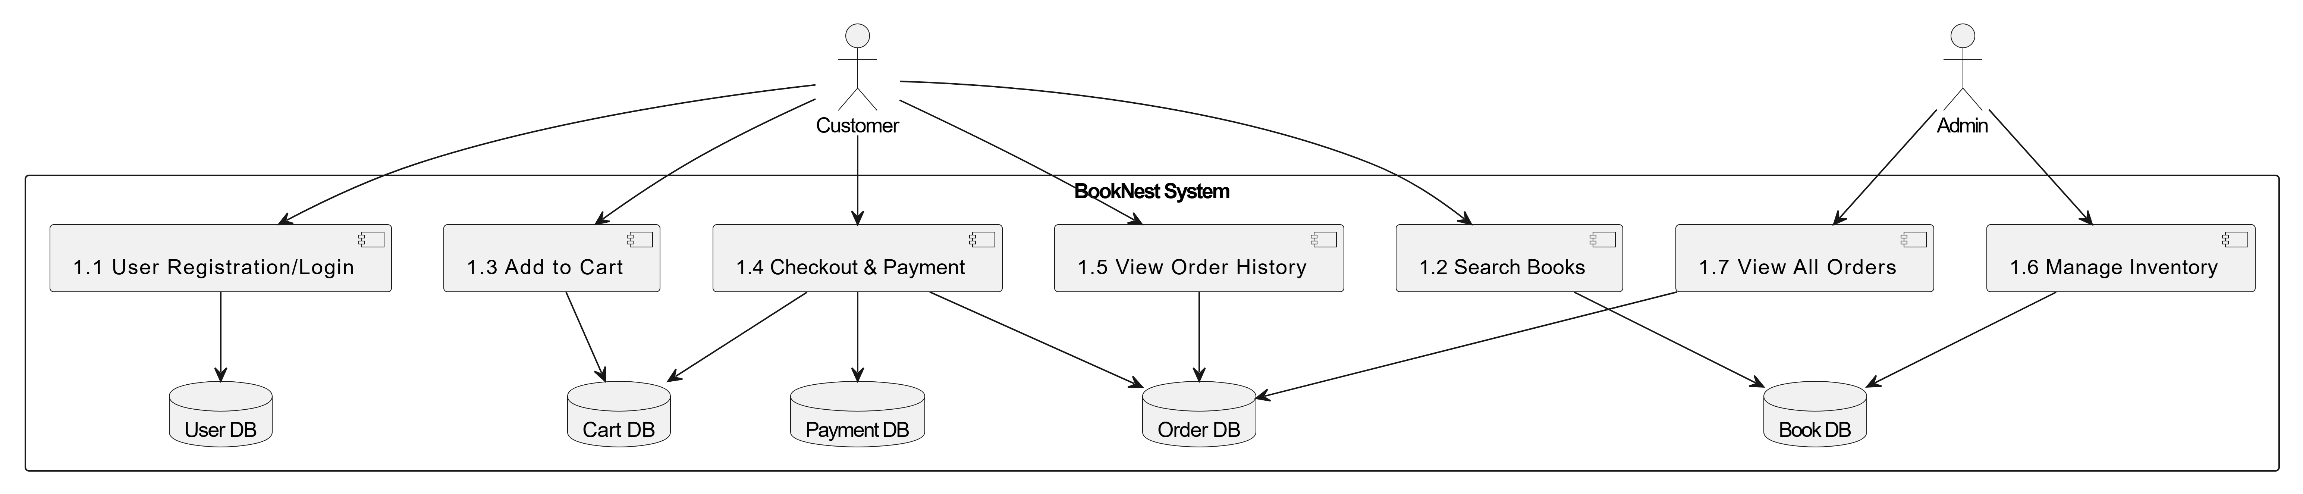 Customer
Admin
BookNest System
1.1 User Registration/Login
1.3 Add to Cart
1.4 Checkout & Payment
1.5 View Order History
1.2 Search Books
1.7 View All Orders
1.6 Manage Inventory
User DB
Cart DB
Payment DB
Order DB
Book DB